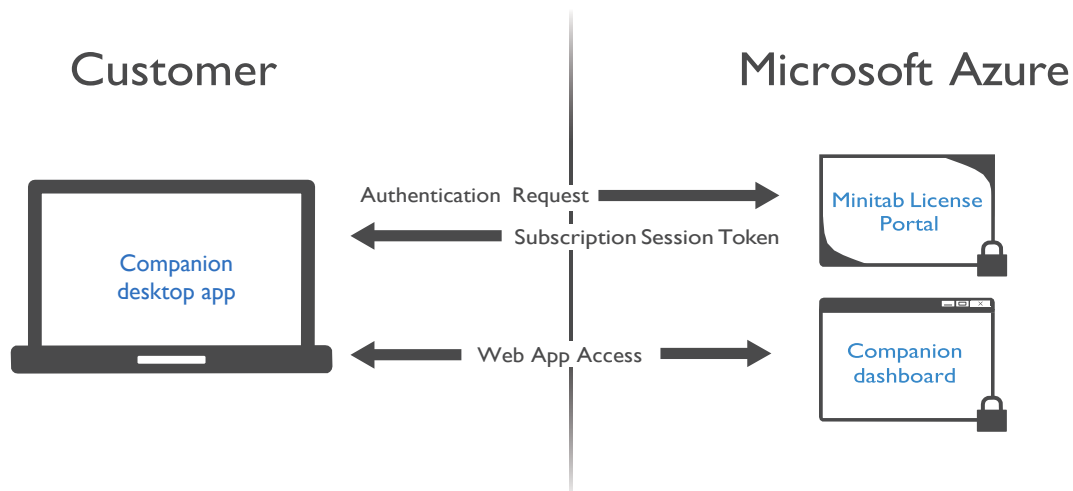 Customer
Microsoft Azure
Authentication Request
Minitab License
Portal
Subscription Session Token
Companion
desktop app
Web App Access
Companion
dashboard